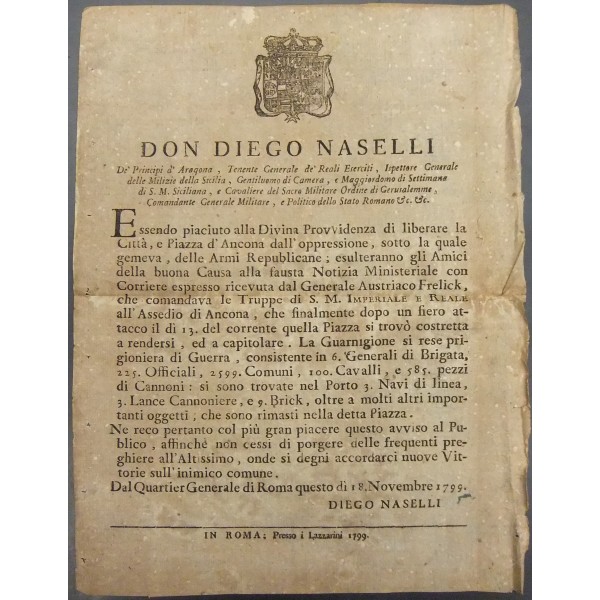 DON DIEGO NASELLI
De' Principi d' Aragona, Tenente Generale de' Reali Eserciti, Ispettore Generale
delle Milizie della Sicilia, Gentiluomo di Camera, e Maggiordomo di Settimana
di S. M. Siciliana, e Cavaliere del Sacro Militare Ordine di Gerusalemme,
Comandante Generale Militare, e Politico dello Stato Romano &c. &c.
Essendo piaciuto alla Divina Provvidenza di liberare la
Città, e Piazza d'Ancona dall'oppressione, sotto la quale
gemeva, delle Armi Republicane; esulteranno gli Amici
della buona Causa alla fausta Notizia Ministeriale con
Corriere espresso ricevuta dal Generale Austriaco Frelick,
che comandava le Truppe di S. M. IMPERIALE E REALE
all'Assedio di Ancona, che finalmente dopo un fiero at-
tacco il dì 13. del corrente quella Piazza si trovò costretta
a rendersi, ed a capitolare. La Guarnigione si rese pri-
gioniera di Guerra, consistente in 6. Generali di Brigata,
225. Officiali, 2599. Comuni, 100. Cavalli, e 585. pezzi
di Cannoni: si sono trovate nel Porto 3. Navi di linea,
3. Lance Cannoniere, e 9. Brick, oltre a molti altri impor-
tanti oggetti; che sono rimasti nella detta Piazza.
Ne reco pertanto col più gran piacere questo avviso al Pu-
blico, affinchè non cessi di porgere delle frequenti pre-
ghiere all'Altissimo, onde si degni accordarci nuove Vit-
torie sull'inimico comune.
Dal Quartier Generale di Roma questo dì 18. Novembre 1799.
DIEGO NASELLI
IN ROMA; Presso i Lazzarini 1799.